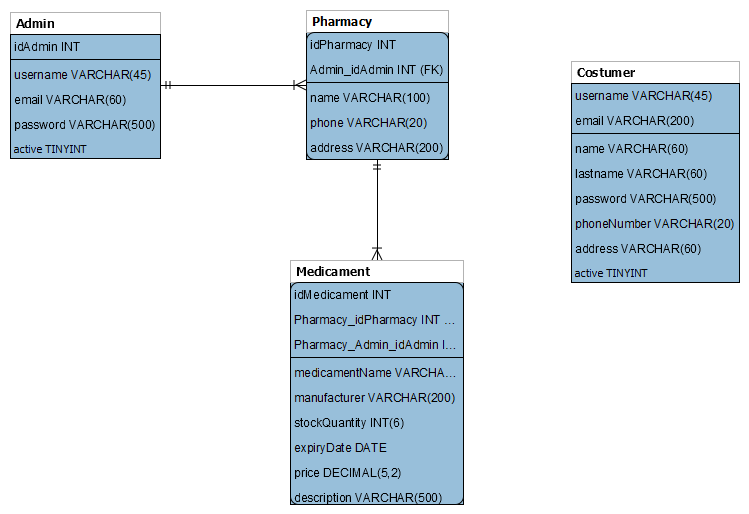 Admin
idAdmin INT
username VARCHAR(45)
email VARCHAR(60)
password VARCHAR(500)
active TINYINT
Pharmacy
idPharmacy INT
Admin_idAdmin INT (FK)
name VARCHAR(100)
phone VARCHAR(20)
address VARCHAR(200)
Costumer
username VARCHAR(45)
email VARCHAR(200)
name VARCHAR(60)
lastname VARCHAR(60)
password VARCHAR(500)
phoneNumber VARCHAR(20)
address VARCHAR(60)
active TINYINT
Medicament
idMedicament INT
Pharmacy_idPharmacy INT ...
Pharmacy_Admin_idAdmin I...
medicamentName VARCHA...
manufacturer VARCHAR(200)
stockQuantity INT(6)
expiryDate DATE
price DECIMAL(5,2)
description VARCHAR(500)